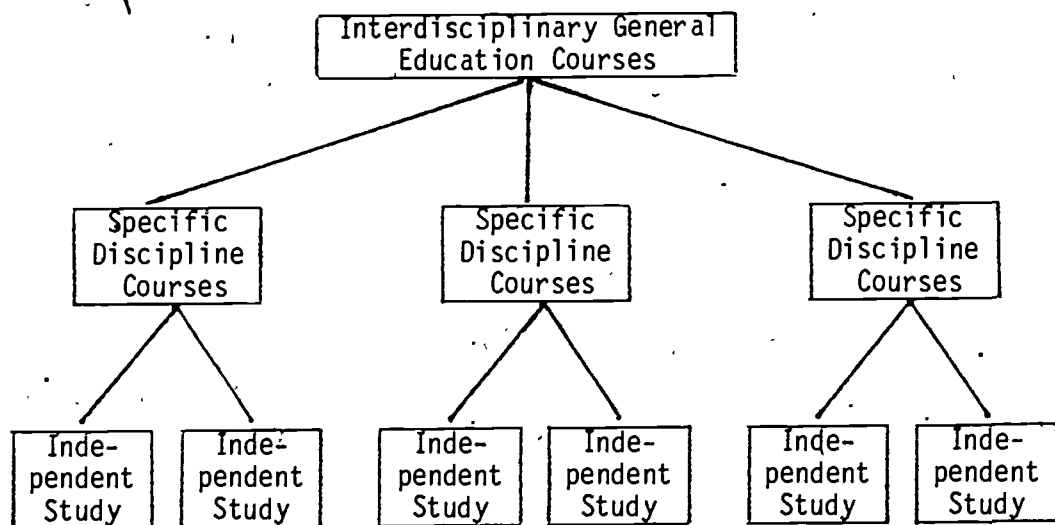 Interdisciplinary General
Education Courses
Specific
Discipline
Courses
Specific
Discipline
Courses
Specific
Discipline
Courses
Inde-
pendent
Study
Inde-
pendent
Study
Inde-
pendent
Study
Inde-
pendent
Study
Inde-
pendent
Study
Inde-
pendent
Study